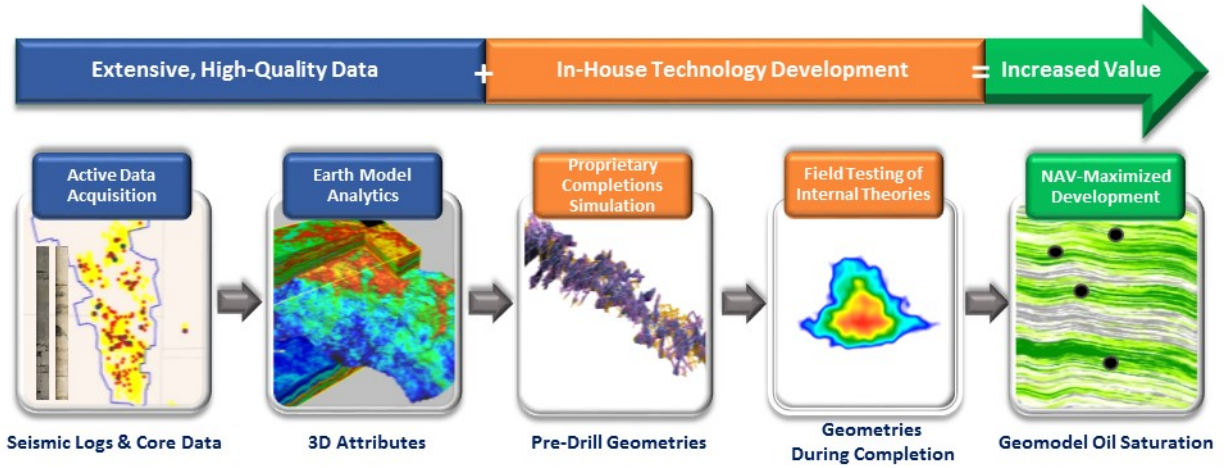 Extensive, High-Quality Data + In-House Technology Development = Increased Value
Active Data
Acquisition
Earth Model
Analytics
Proprietary
Completions
Simulation
Field Testing of
Internal Theories
NAV-Maximized
Development
Seismic Logs & Core Data
3D Attributes
Pre-Drill Geometries
Geometries
During Completion
Geomodel Oil Saturation